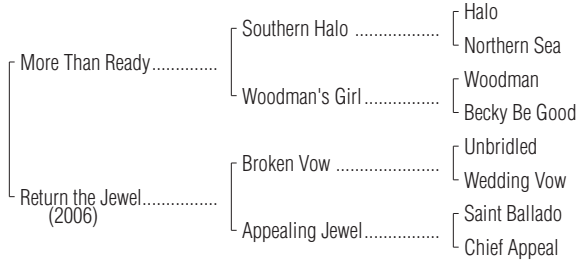 Halo
Southern Halo ..................
Northern Sea
More Than Ready..............
Woodman
Woodman's Girl................
Becky Be Good
Unbridled
Broken Vow ......................
Wedding Vow
Return the Jewel................
(2006)
Saint Ballado
Appealing Jewel................
Chief Appeal